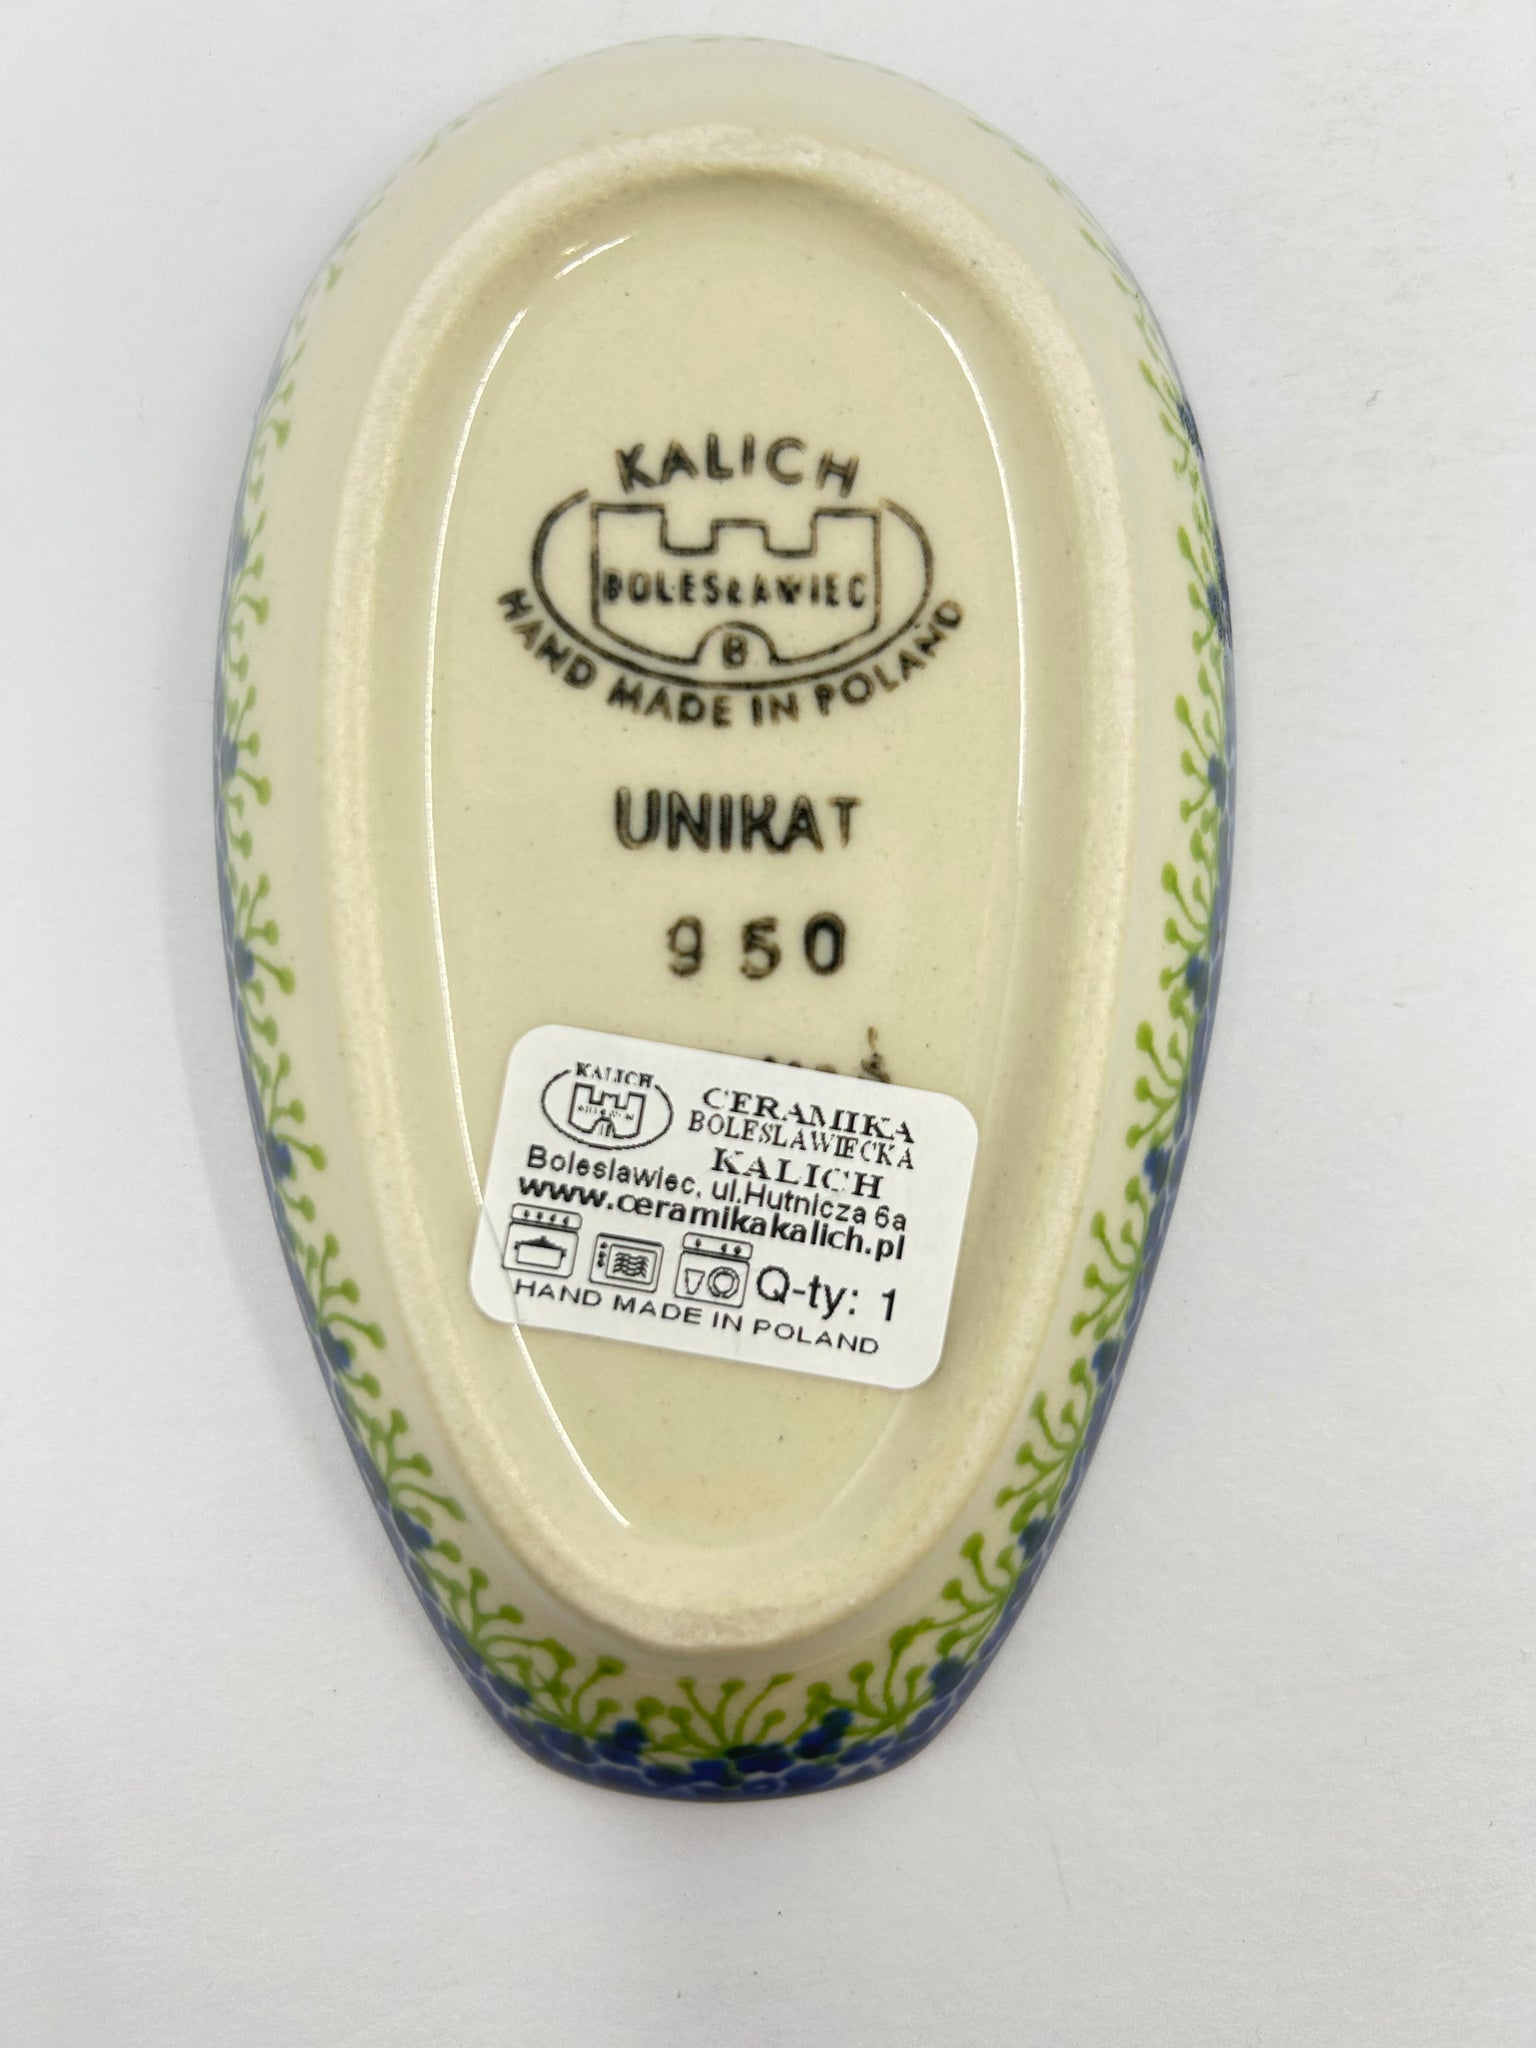 KALICH
BOLESŁAWIEC
B
HAND MADE IN POLAND
UNIKAT
950
KALICH
CERAMIKA
BOLESLAWIECKA
KALICH
Boleslawiec, ul.Hutnicza 6a
www.ceramikakalich.pl
Q-ty: 1
HAND MADE IN POLAND